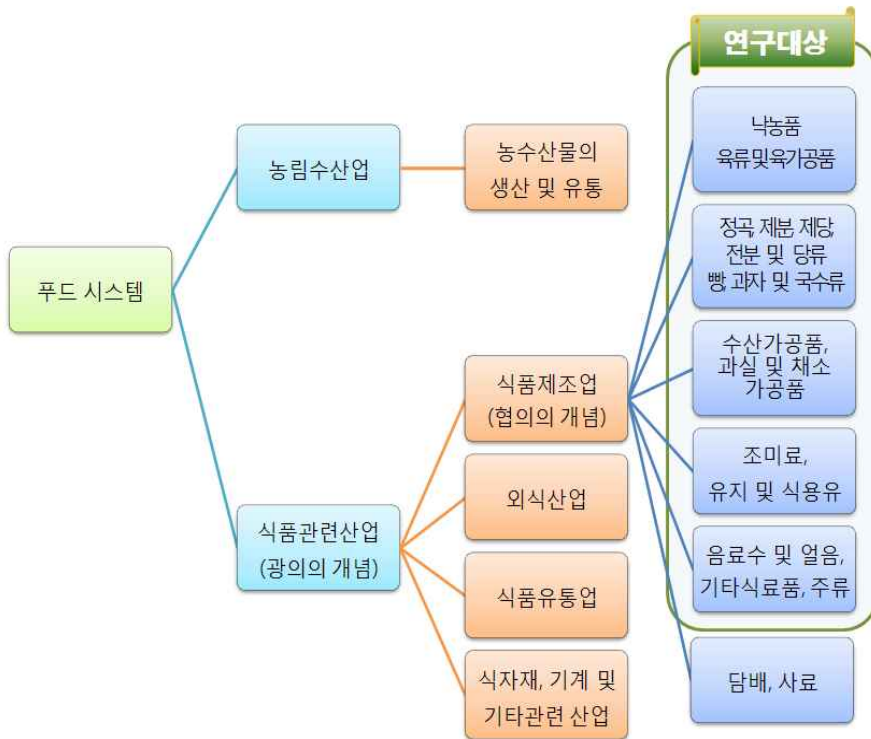 연구대상
푸드 시스템
농림수산업
농수산물의
생산 및 유통
식품관련산업
(광의의 개념)
식품제조업
(협의의 개념)
외식산업
식품유통업
식자재, 기계 및
기타관련 산업
낙농품
육류및육가공품
정곡, 제분, 제당,
전분 및 당류
빵, 과자 및 국수류
수산가공품,
과실 및 채소
가공품
조미료,
유지 및 식용유
음료수 및 얼음,
기타식료품, 주류
담배, 사료